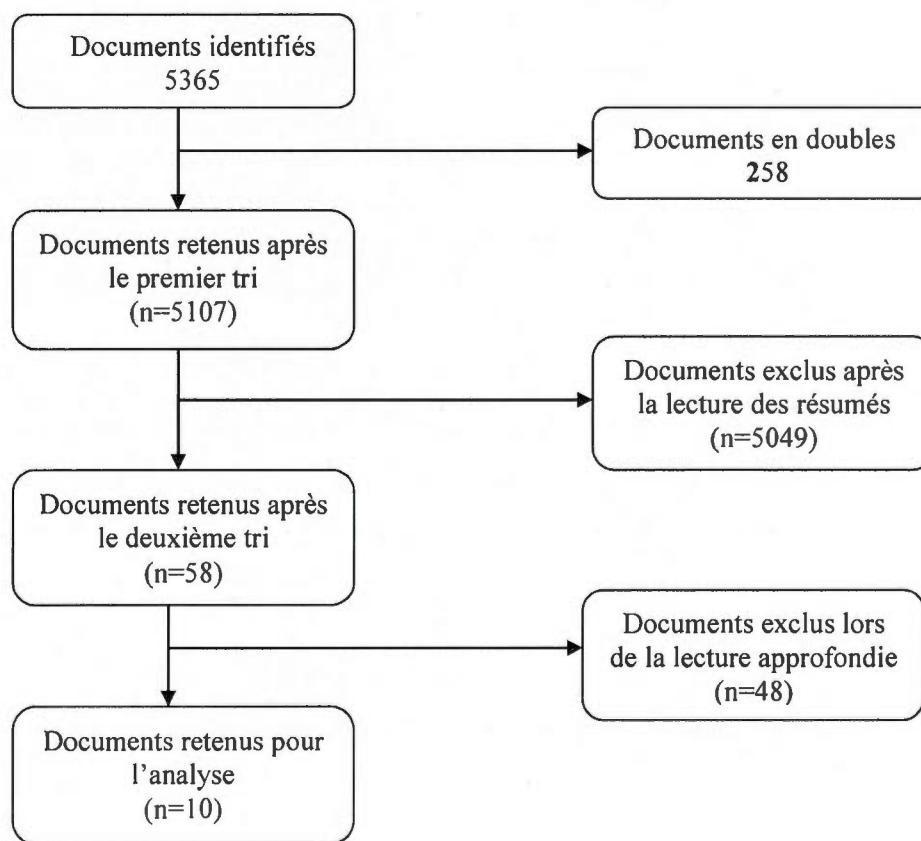 Documents identifiés
5365
Documents en doubles
258
Documents retenus après
le premier tri
(n=5107)
Documents exclus après
la lecture des résumés
(n=5049)
Documents retenus après
le deuxième tri
(n=58)
Documents exclus lors
de la lecture approfondie
(n=48)
Documents retenus pour
l'analyse
(n=10)